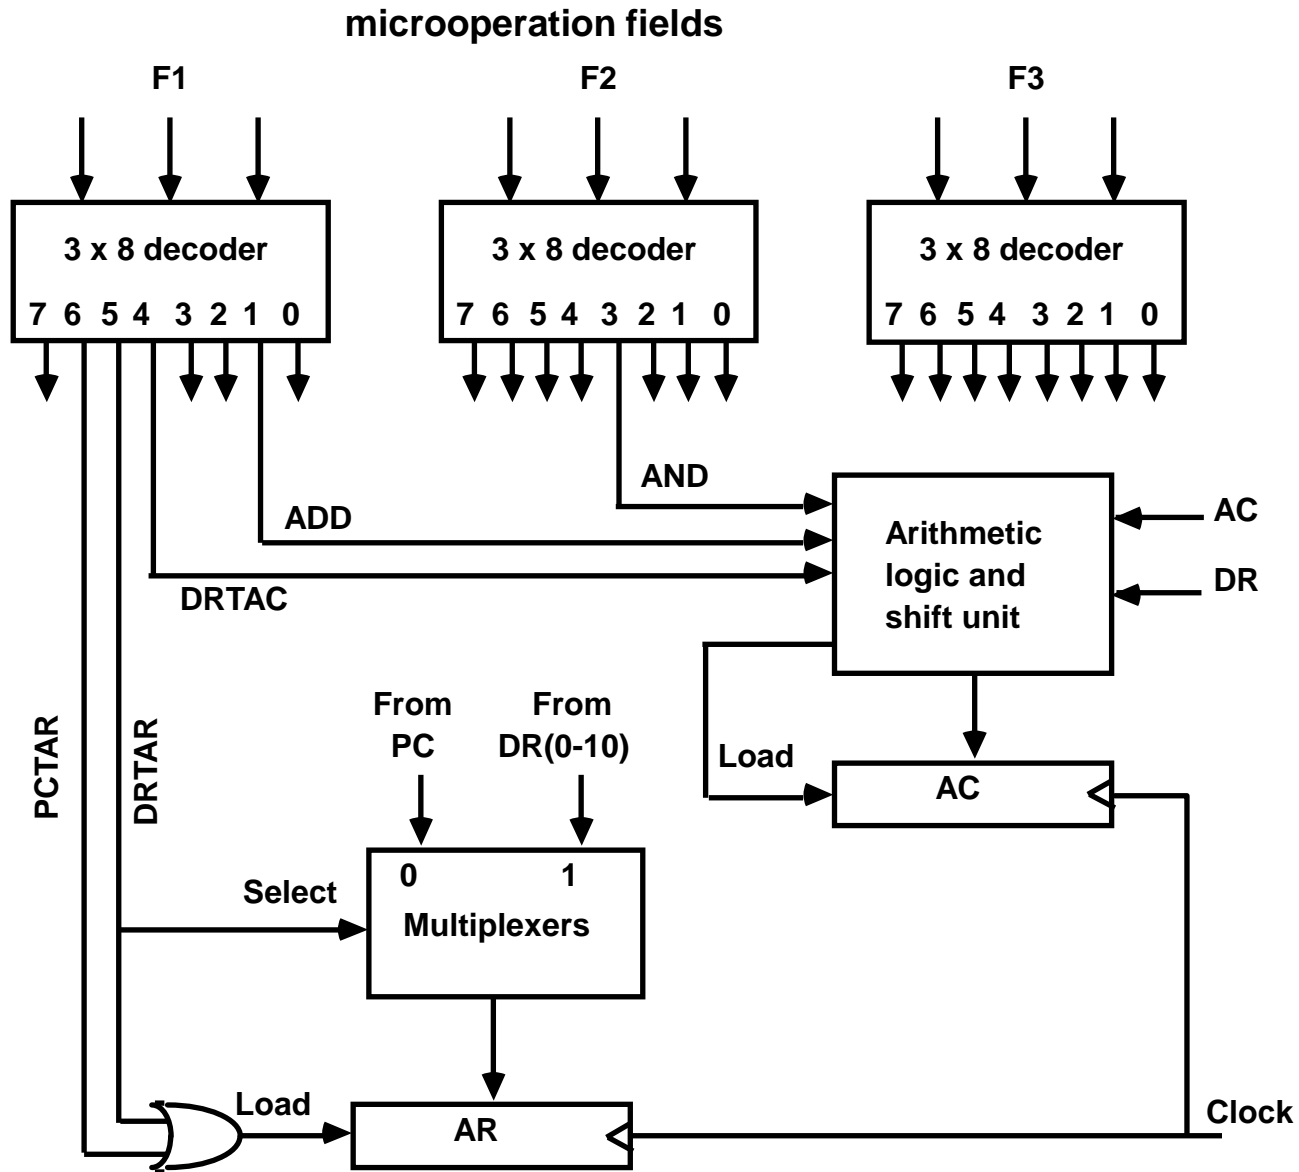 microoperation fields
F1 F2 F3
3 x 8 decoder 3 x 8 decoder 3 x 8 decoder
7 6 5 4 3 2 1 0 7 6 5 4 3 2 1 0 7 6 5 4 3 2 1 0
AND
ADD
DRTAC
Arithmetic
logic and
shift unit
AC
DR
PCTAR
DRTAR
From
PC
From
DR(0-10)
Load
AC
0 1
Select
Multiplexers
Load
AR
Clock